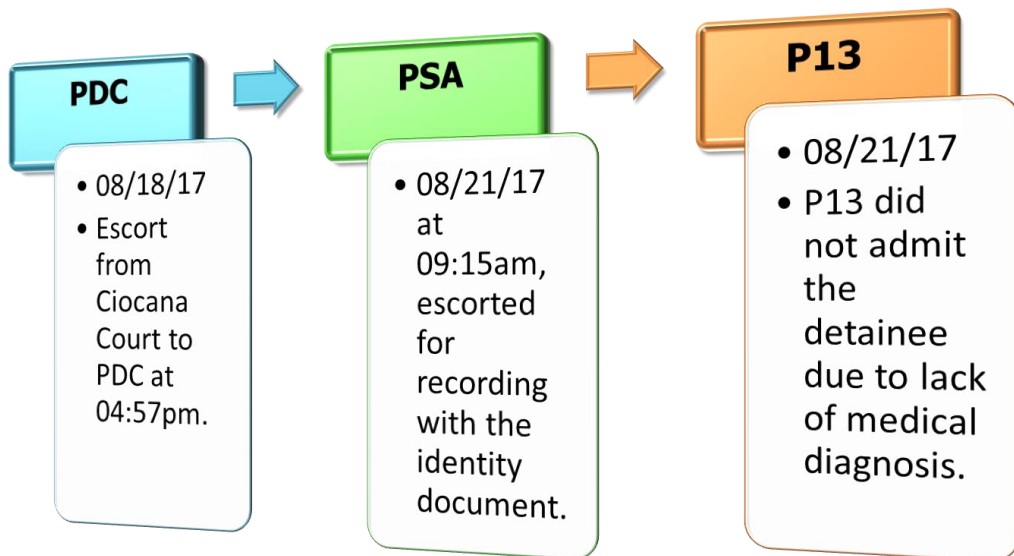 PDC
• 08/18/17
• Escort
from
Ciocana
Court to
PDC at
04:57pm.
PSA
• 08/21/17
at
09:15am,
escorted
for
recording
with the
identity
document.
P13
• 08/21/17
• P13 did
not admit
the
detainee
due to lack
of medical
diagnosis.